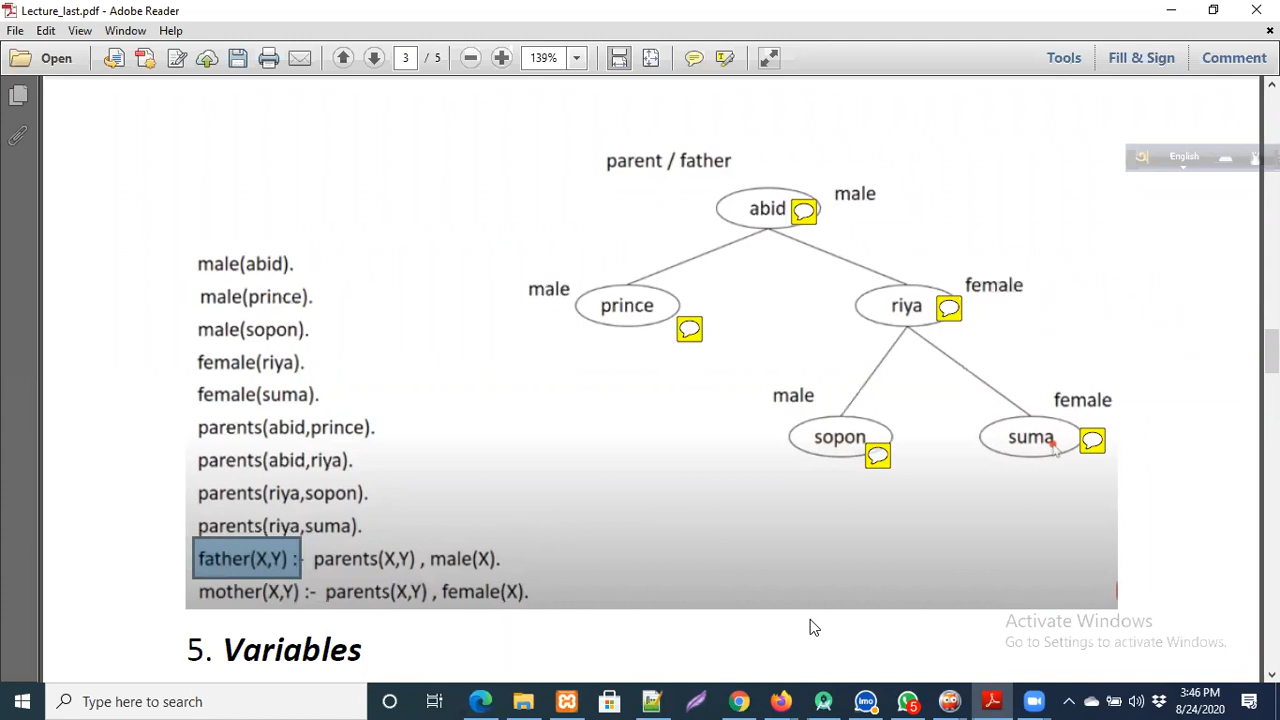 Lecture_last.pdf - Adobe Reader
File Edit View Window Help
Open 3 / 5 139% Tools Fill & Sign Comment
English
parent / father
abid male
male(abid).
male prince riya female
male(prince).
male(sopon).
female(riya).
female(suma).
male sopon suma female
parents(abid,prince).
parents(abid,riya).
parents(riya,sopon).
parents(riya,suma).
father(X,Y) :- parents(X,Y) , male(X).
mother(X,Y) :- parents(X,Y) , female(X).
5. Variables
Activate Windows
Go to Settings to activate Windows.
Type here to search
5
3:46 PM
8/24/2020